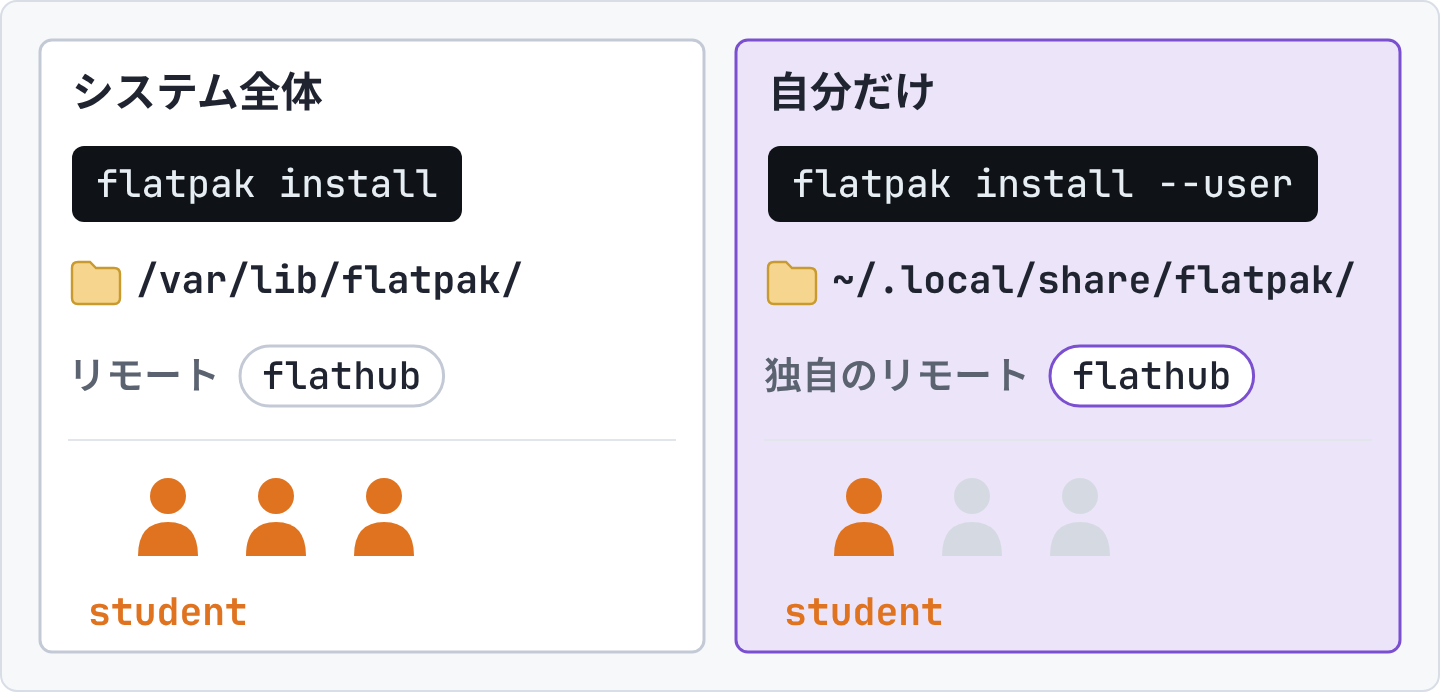 システム全体
flatpak install
/var/lib/flatpak/
リモート flathub
student
自分だけ
flatpak install --user
~/.local/share/flatpak/
独自のリモート flathub
student